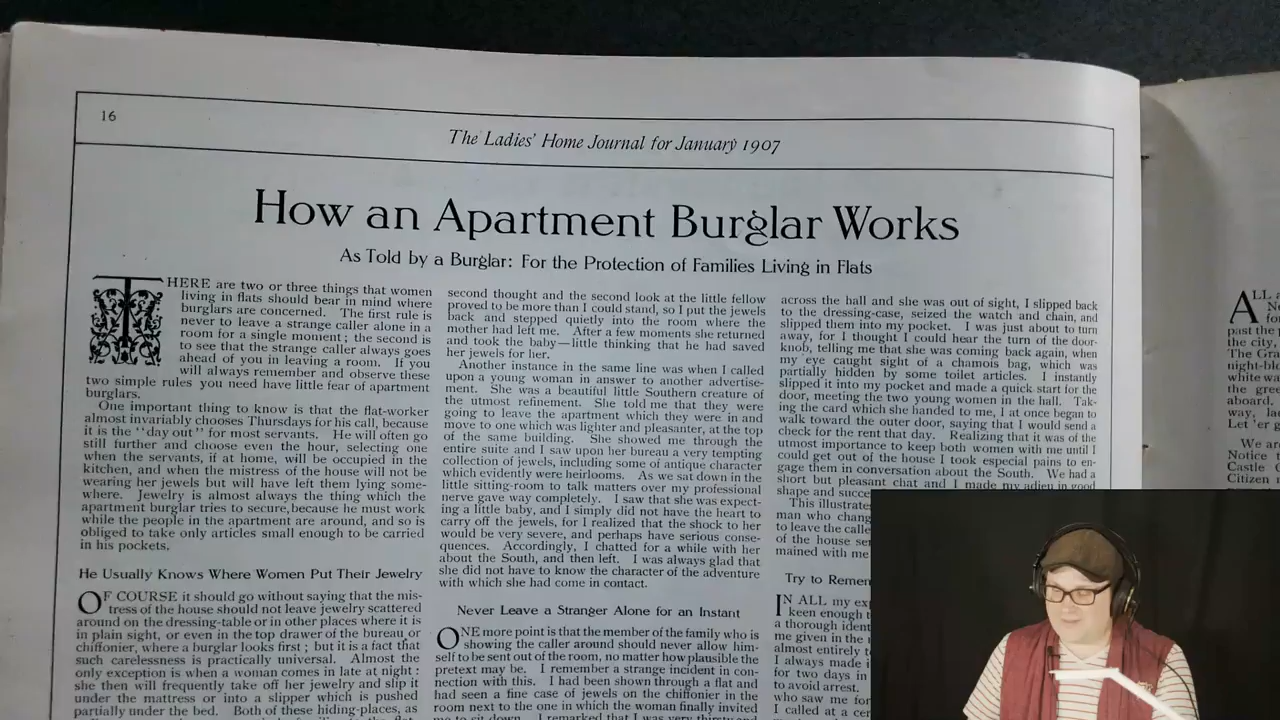 16
The Ladies' Home Journal for January 1907
How an Apartment Burglar Works
As Told by a Burglar: For the Protection of Families Living in Flats
THERE are two or three things that women
living in flats should bear in mind where
burglars are concerned. The first rule is
never to leave a strange caller alone in a
room for a single moment; the second is
to see that the strange caller always goes
ahead of you in leaving a room. If you
will always remember and observe these
two simple rules you need have little fear of apartment
burglars.
One important thing to know is that the flat-worker
almost invariably chooses Thursdays for his call, because
it is the "day out" for most servants. He will often go
still further and choose even the hour, selecting one
when the servants, if at home, will be occupied in the
kitchen, and when the mistress of the house will not be
wearing her jewels but will have left them lying some-
where. Jewelry is almost always the thing which the
apartment burglar tries to secure, because he must work
while the people in the apartment are around, and so is
obliged to take only articles small enough to be carried
in his pockets.
He Usually Knows Where Women Put Their Jewelry
OF COURSE it should go without saying that the mis-
tress of the house should not leave jewelry scattered
around on the dressing-table or in other places where it is
in plain sight, or even in the top drawer of the bureau or
chiffonier, where a burglar looks first; but it is a fact that
such carelessness is practically universal. Almost the
only exception is when a woman comes in late at night:
she then will frequently take off her jewelry and slip it
under the mattress or into a slipper which is pushed
partially under the bed. Both of these hiding-places, as
second thought and the second look at the little fellow
proved to be more than I could stand, so I put the jewels
back and stepped quietly into the room where the
mother had left me. After a few moments she returned
and took the baby—little thinking that he had saved
her jewels for her.
Another instance in the same line was when I called
upon a young woman in answer to another advertise-
ment. She was a beautiful little Southern creature of
the utmost refinement. She told me that they were
going to leave the apartment which they were in and
move to one which was lighter and pleasanter, at the top
of the same building. She showed me through the
entire suite and I saw upon her bureau a very tempting
collection of jewels, including some of antique character
which evidently were heirlooms. As we sat down in the
little sitting-room to talk matters over my professional
nerve gave way completely. I saw that she was expect-
ing a little baby, and I simply did not have the heart to
carry off the jewels, for I realized that the shock to her
would be very severe, and perhaps have serious conse-
quences. Accordingly, I chatted for a while with her
about the South, and then left. I was always glad that
she did not have to know the character of the adventure
with which she had come in contact.
Never Leave a Stranger Alone for an Instant
ONE more point is that the member of the family who is
showing the caller around should never allow him-
self to be sent out of the room, no matter how plausible the
pretext may be. I remember a strange incident in con-
nection with this. I had been shown through a flat and
had seen a fine case of jewels on the chiffonier in the
room next to the one in which the woman finally invited
me to sit down. I remarked that I was very thirsty and
across the hall and she was out of sight, I slipped back
to the dressing-case, seized the watch and chain, and
slipped them into my pocket. I was just about to turn
away, for I thought I could hear the turn of the door-
knob, telling me that she was coming back again, when
my eye caught sight of a chamois bag, which was
partially hidden by some toilet articles. I instantly
slipped it into my pocket and made a quick start for the
door, meeting the two young women in the hall. Tak-
ing the card which she handed to me, I at once began to
walk toward the outer door, saying that I would send a
check for the rent that day. Realizing that it was of the
utmost importance to keep both women with me until I
could get out of the house I took especial pains to en-
gage them in conversation about the South. We had a
short but pleasant chat and I made my adieu in good
shape and
This illustrates
man who
to leave the
of the house
mained with me
Try to
IN ALL my
keen enough
a thorough
me given in the
almost entirely
I always made
for two days in
to avoid arrest.
who saw me
I called at a
ALL
past the
the city,
The
white
the
aboard.
way,
Let 'er
We
Notice
Castle
Citizen